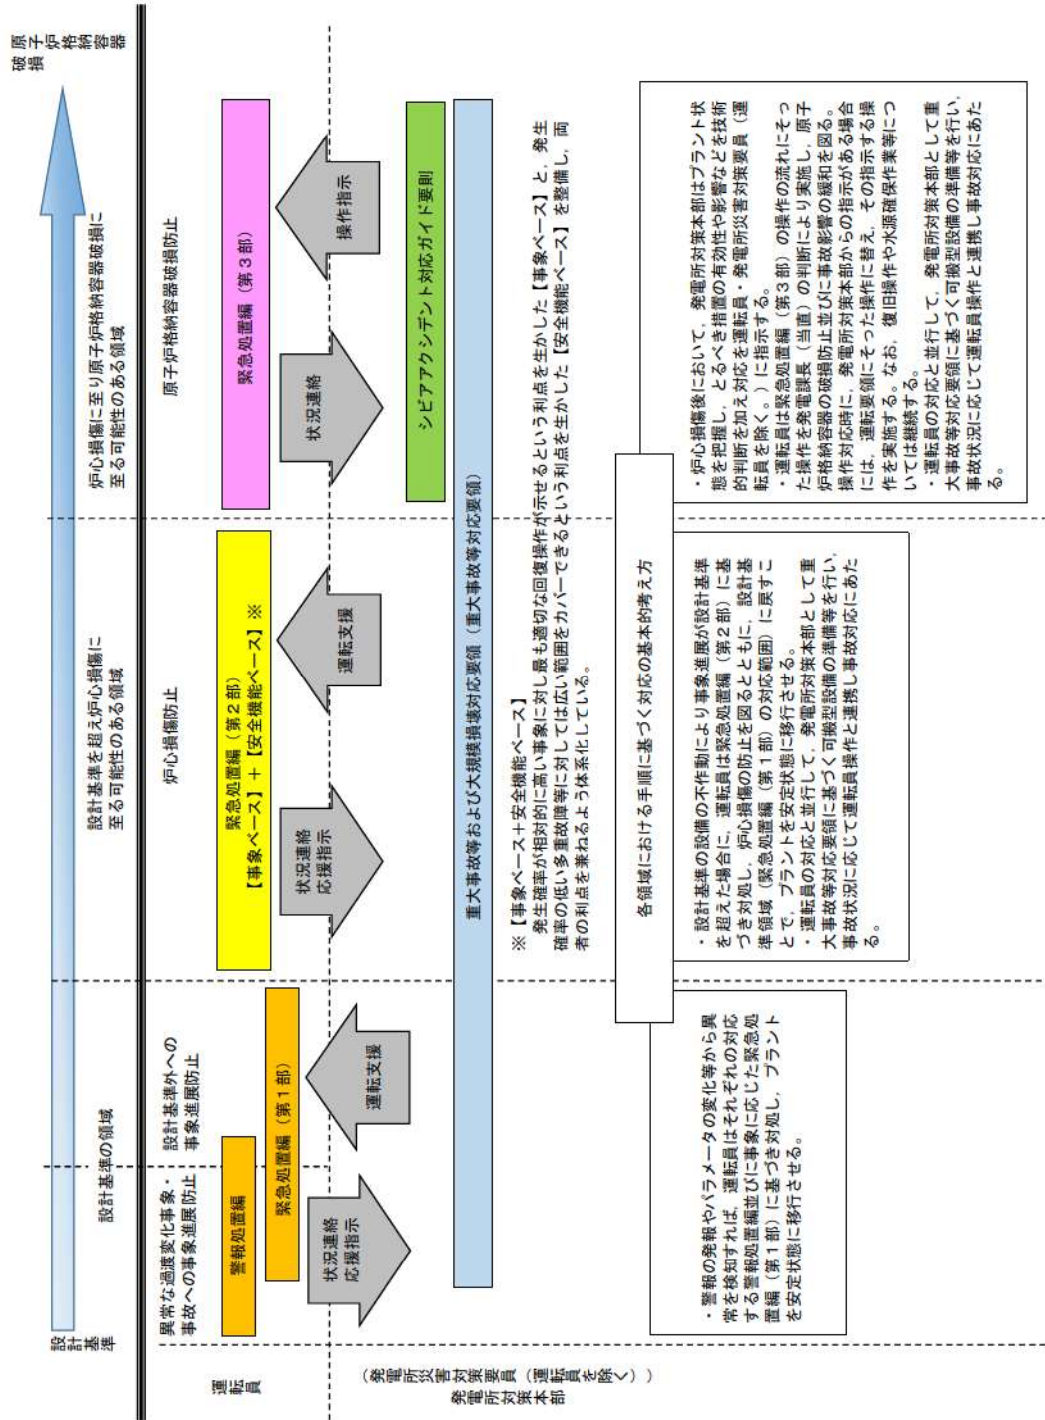 設計基準
原子炉格納容器
破損
設計基準の領域
設計基準を超え炉心損傷に
至る可能性のある領域
炉心損傷に至り原子炉格納容器破損に
至る可能性のある領域
異常な過渡変化事象・
事故への事象進展防止
設計基準外への
事象進展防止
炉心損傷防止
原子炉格納容器破損防止
運転員
警報処置編
緊急処置編（第１部）
緊急処置編（第２部）
【事象ベース】＋【安全機能ベース】※
緊急処置編（第３部）
状況連絡
応援指示
運転支援
状況連絡
応援指示
運転支援
状況連絡
操作指示
（発電所災害対策要員（運転員を除く））
発電所対策本部
シビアアクシデント対応ガイド要則
重大事故等および大規模損壊対応要領（重大事故等対応要領）
※【事象ベース＋安全機能ベース】
発生確率が相対的に高い事象に対し最も適切な回復操作が示せるという利点を生かした【事象ベース】と，発生
確率の低い多重故障等に対しては広い範囲をカバーできるという利点を生かした【安全機能ベース】を整備し，両
者の利点を兼ねるよう体系化している。
各領域における手順に基づく対応の基本的考え方
・警報の発報やパラメータの変化等から異
常を検知すれば，運転員はそれぞれの対応
する警報処置編並びに事象に応じた緊急処
置編（第１部）に基づき対処し，プラント
を安定状態に移行させる。
・設計基準の設備の不作動により事象進展が設計基準
を超えた場合に，運転員は緊急処置編（第２部）に基
づき対処し，炉心損傷の防止を図るとともに，設計基
準領域（緊急処置編（第１部）の対応範囲）に戻すこ
とで，プラントを安定状態に移行させる。
・運転員の対応と並行して，発電所対策本部として重
大事故等対応要領に基づく可搬型設備の準備等を行い，
事故状況に応じて運転員操作と連携し事故対応にあた
る。
・炉心損傷後において，発電所対策本部はプラント状
態を把握し，とるべき措置の有効性や影響などを技術
的判断を加え対応を運転員・発電所災害対策要員（運
転員を除く。）に指示する。
・運転員は緊急処置編（第３部）の操作の流れにそっ
た操作を発電課長（当直）の判断により実施し，原子
炉格納容器の破損防止並びに事故影響の緩和を図る。
操作対応時に，発電所対策本部からの指示がある場合
には，運転要領にそった操作に替え，その指示する操
作を実施する。なお，復旧操作や水源確保作業等につ
いては継続する。
・運転員の対応と並行して，発電所対策本部として重
大事故等対応要領に基づく可搬型設備の準備等を行い，
事故状況に応じて運転員操作と連携し事故対応にあた
る。